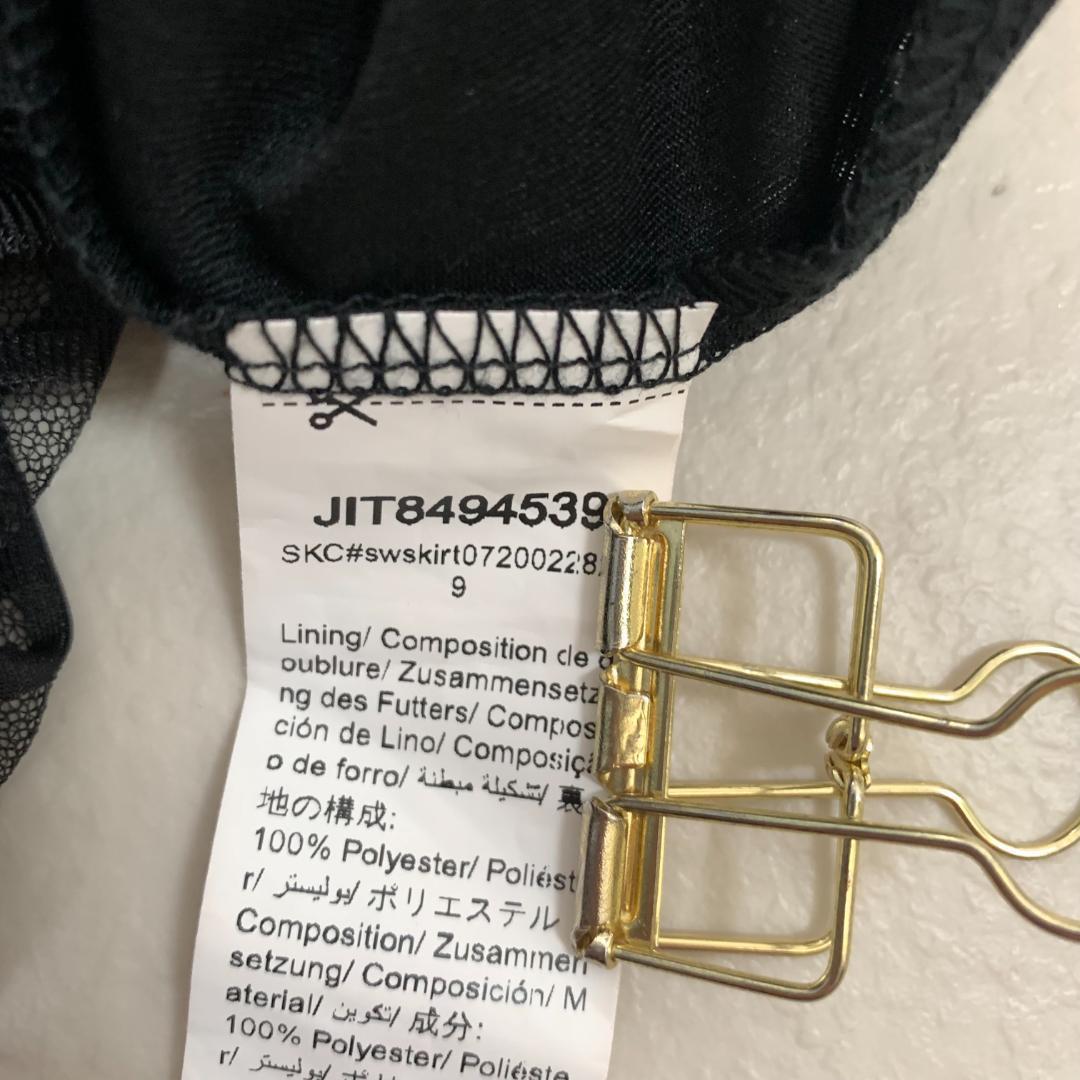 JIT8494539
SKC#swskirt07200228
9
Lining/ Composition de
oublure/ Zusammensetz
ng des Futters/ Compos
ción de Lino/ Composiçã
o de forro/ تشكيلة مبطنة/ 裏
地の構成:
100% Polyester/ Poliést
r/ بوليستر/ ポリエステル
Composition/ Zusammen
setzung/ Composición/ M
aterial/ تكوين/ 成分:
100% Polyester/ Polieste
r/ بوليستر/